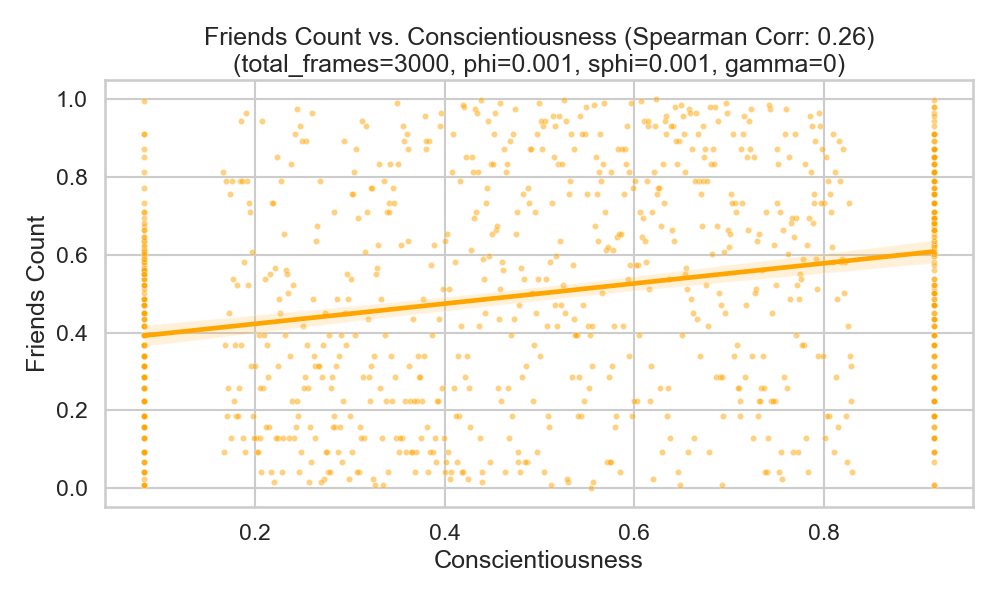 Friends Count vs. Conscientiousness (Spearman Corr: 0.26)
(total_frames=3000, phi=0.001, sphi=0.001, gamma=0)
Friends Count
1.0
0.8
0.6
0.4
0.2
0.0
0.2
0.4
0.6
0.8
Conscientiousness